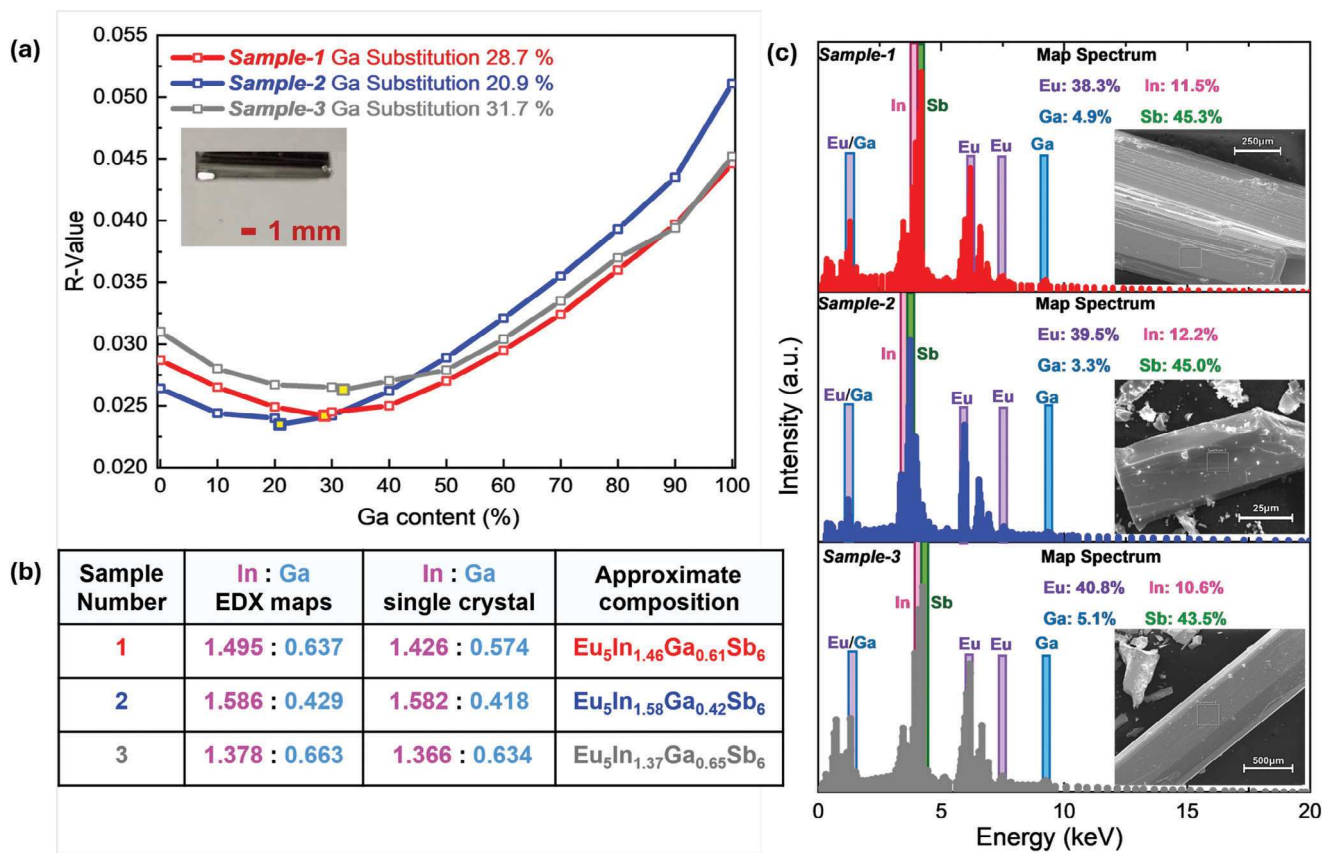 (a)
0.055
0.050
0.045
0.040
0.035
0.030
0.025
0.020
R-Value
Sample-1 Ga Substitution 28.7 %
Sample-2 Ga Substitution 20.9 %
Sample-3 Ga Substitution 31.7 %
1 mm
0 10 20 30 40 50 60 70 80 90 100
Ga content (%)
(b)
Sample Number
In : Ga EDX maps
In : Ga single crystal
Approximate composition
1 1.495 : 0.637 1.426 : 0.574 Eu5In1.46Ga0.61Sb6
2 1.586 : 0.429 1.582 : 0.418 Eu5In1.58Ga0.42Sb6
3 1.378 : 0.663 1.366 : 0.634 Eu5In1.37Ga0.65Sb6
(c)
Intensity (a.u.)
Sample-1
Map Spectrum
Eu: 38.3% In: 11.5%
Ga: 4.9% Sb: 45.3%
In Sb
Eu/Ga Eu Eu Ga
250μm
Sample-2
Map Spectrum
Eu: 39.5% In: 12.2%
Ga: 3.3% Sb: 45.0%
In Sb
Eu/Ga Eu Eu Ga
25μm
Sample-3
Map Spectrum
Eu: 40.8% In: 10.6%
Ga: 5.1% Sb: 43.5%
In Sb
Eu/Ga Eu Eu Ga
500μm
0 5 10 15 20
Energy (keV)